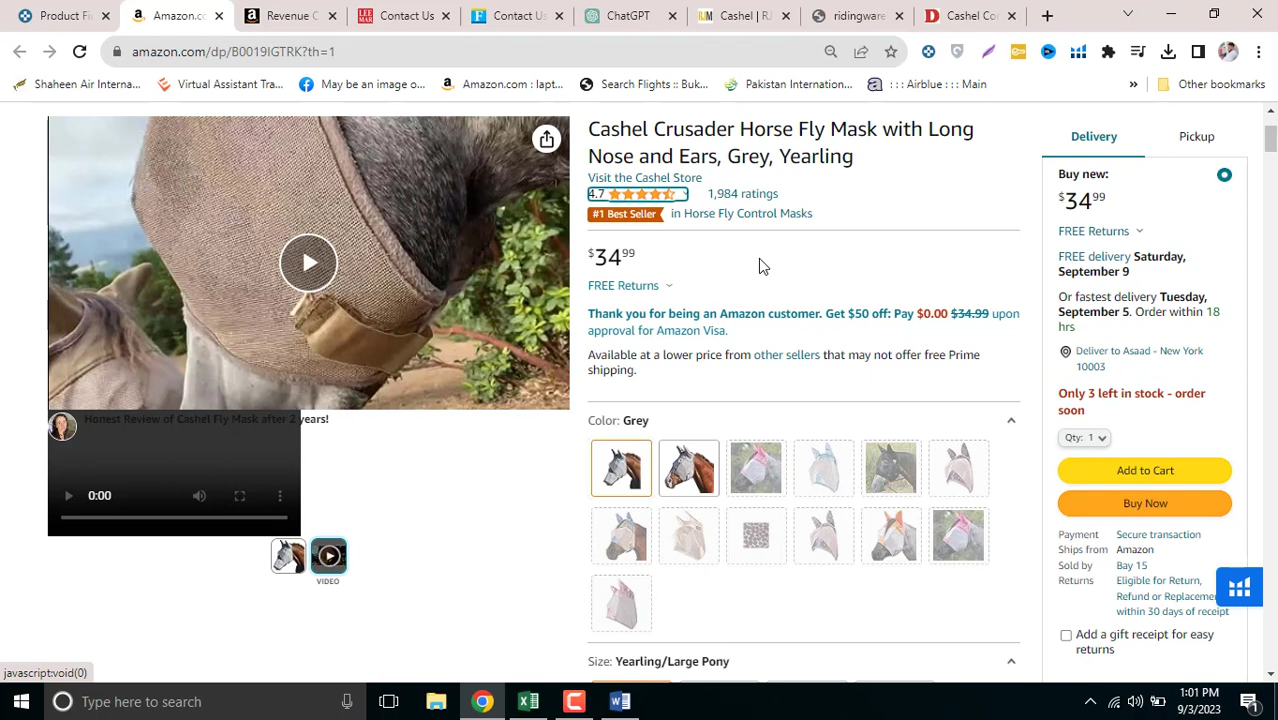 Product Fi
Amazon.c
Revenue C
Contact Us
Contact Us
ChatGPT
Cashel | RJ
ridingware
Cashel Co
amazon.com/dp/B0019IGTRK?th=1
Shaheen Air Interna...
Virtual Assistant Tra...
May be an image o...
Amazon.com : lapt...
Search Flights :: Buk...
Pakistan Internation...
: : : Airblue : : : Main
»
Other bookmarks
Cashel Crusader Horse Fly Mask with Long
Nose and Ears, Grey, Yearling
Visit the Cashel Store
4.7
1,984 ratings
#1 Best Seller
in Horse Fly Control Masks
$34 99
FREE Returns
Thank you for being an Amazon customer. Get $50 off: Pay $0.00 $34.99 upon
approval for Amazon Visa.
Available at a lower price from other sellers that may not offer free Prime
shipping.
Color: Grey
Size: Yearling/Large Pony
Honest Review of Cashel Fly Mask after 2 years!
0:00
VIDEO
Delivery
Pickup
Buy new:
$34 99
FREE Returns
FREE delivery Saturday,
September 9
Or fastest delivery Tuesday,
September 5. Order within 18
hrs
Deliver to Asaad - New York
10003
Only 3 left in stock - order
soon
Qty: 1
Add to Cart
Buy Now
Payment Secure transaction
Ships from Amazon
Sold by Bay 15
Returns Eligible for Return,
Refund or Replaceme
within 30 days of receipt
Add a gift receipt for easy
returns
javascript:void(0)
Type here to search
1:01 PM
9/3/2023
1